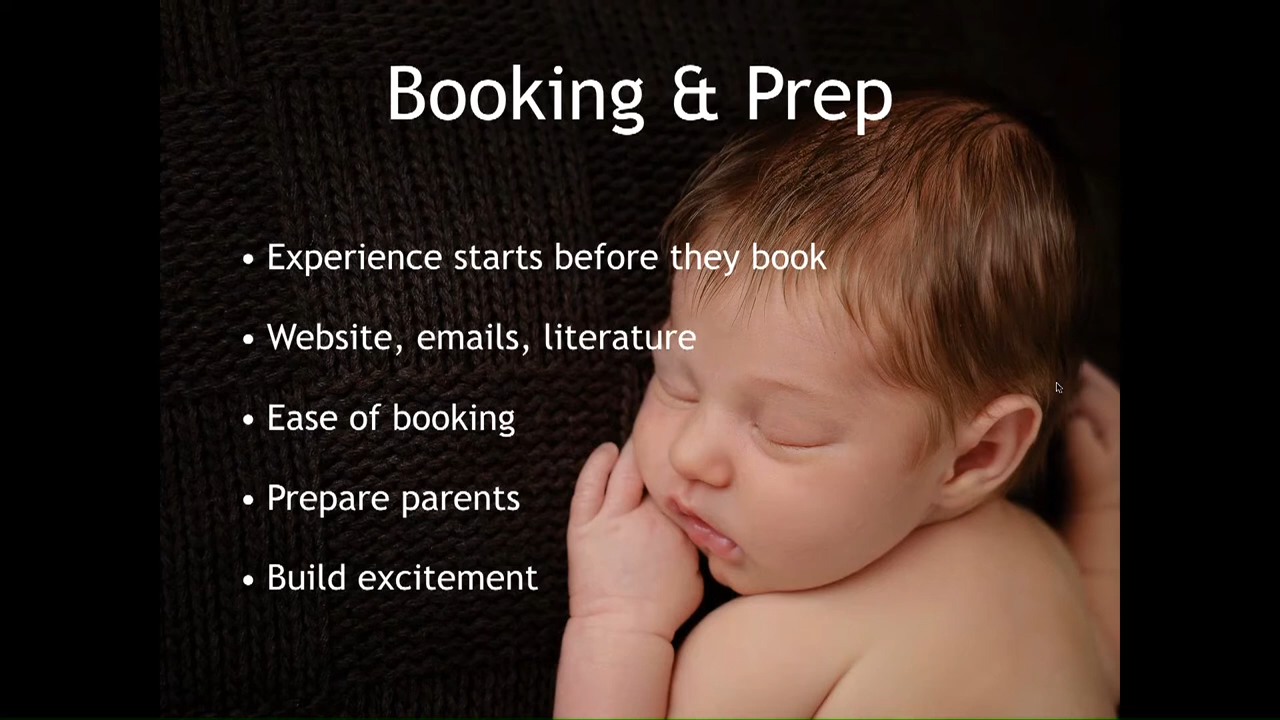 Booking & Prep
• Experience starts before they book
• Website, emails, literature
• Ease of booking
• Prepare parents
• Build excitement